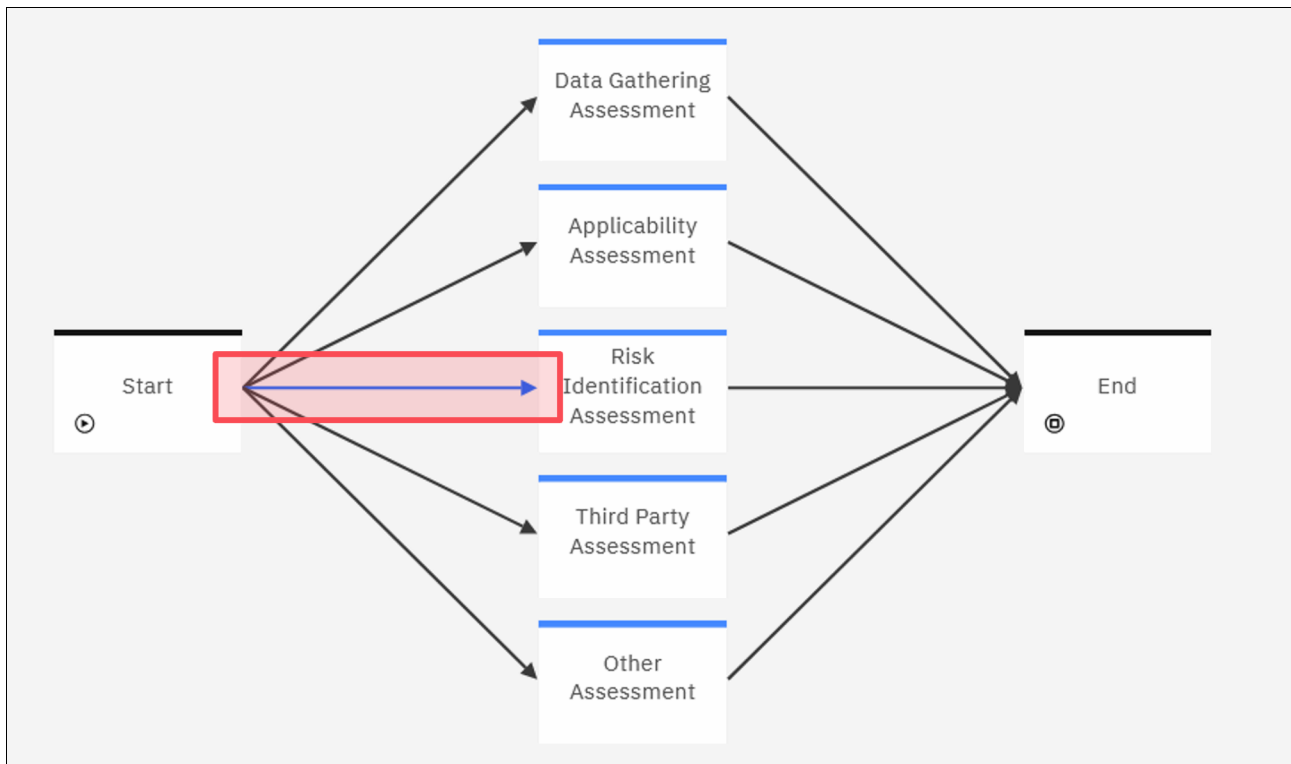 Data Gathering
Assessment
Applicability
Assessment
Start
Risk
Identification
Assessment
End
Third Party
Assessment
Other
Assessment